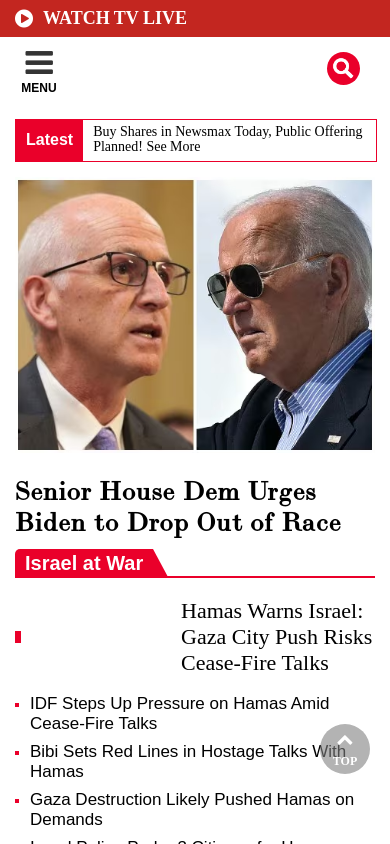 WATCH TV LIVE
MENU
Latest
Buy Shares in Newsmax Today, Public Offering
Planned! See More
Senior House Dem Urges
Biden to Drop Out of Race
Israel at War
Hamas Warns Israel:
Gaza City Push Risks
Cease-Fire Talks
IDF Steps Up Pressure on Hamas Amid
Cease-Fire Talks
Bibi Sets Red Lines in Hostage Talks With
Hamas
TOP
Gaza Destruction Likely Pushed Hamas on
Demands